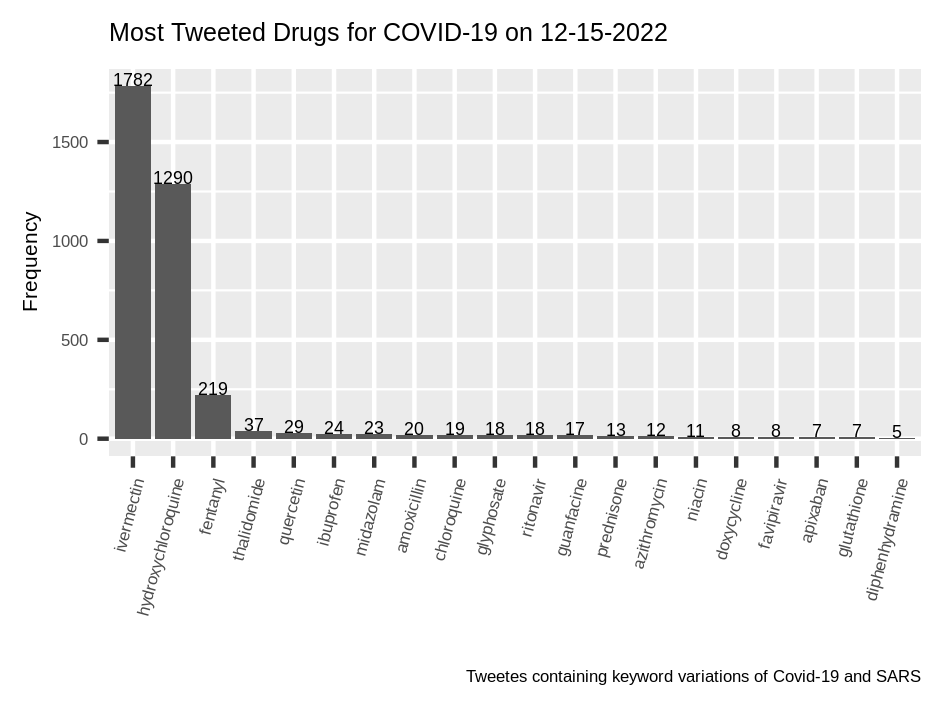 Most Tweeted Drugs for COVID-19 on 12-15-2022
Frequency
1500
1000
500
0
1782
1290
219
37
29
24
23
20
19
18
18
17
13
12
11
8
8
7
7
5
ivermectin
hydroxychloroquine
fentanyl
thalidomide
quercetin
ibuprofen
midazolam
amoxicillin
chloroquine
glyphosate
ritonavir
guanfacine
prednisone
azithromycin
niacin
doxycycline
favipiravir
apixaban
glutathione
diphenhydramine
Tweetes containing keyword variations of Covid-19 and SARS